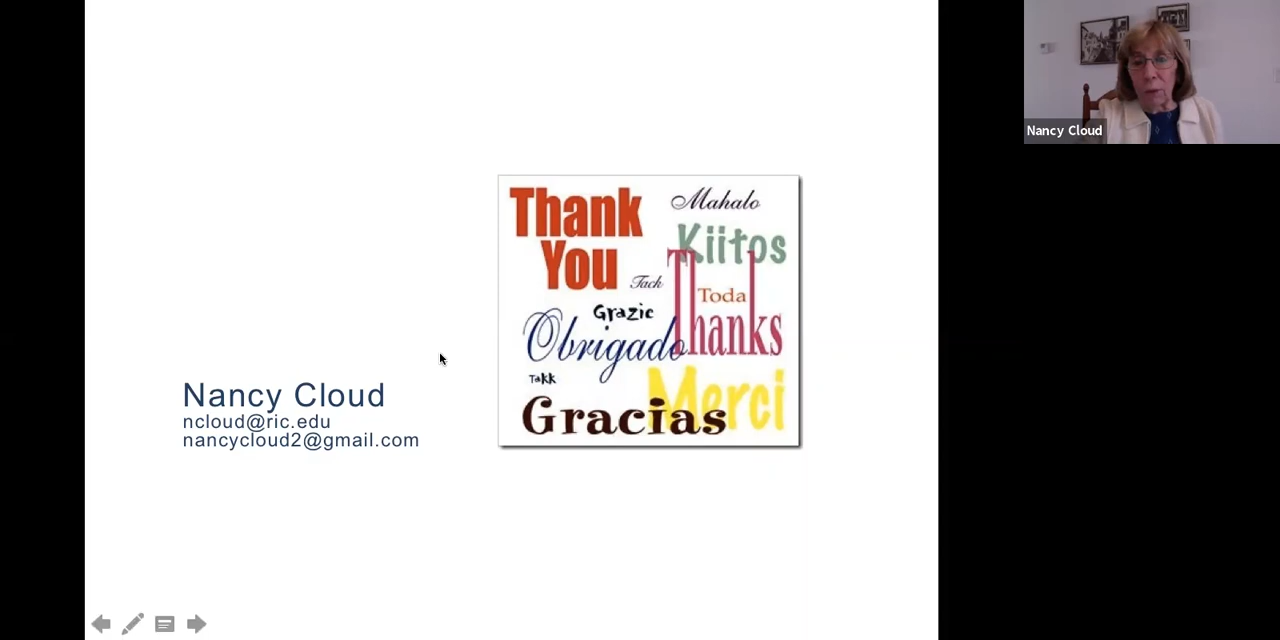 Nancy Cloud
Thank
You
Mahalo
Kiitos
Tack
Thanks
Toda
Grazie
Obrigado
Takk
Merci
Gracias
Nancy Cloud
ncloud@ric.edu
nancycloud2@gmail.com